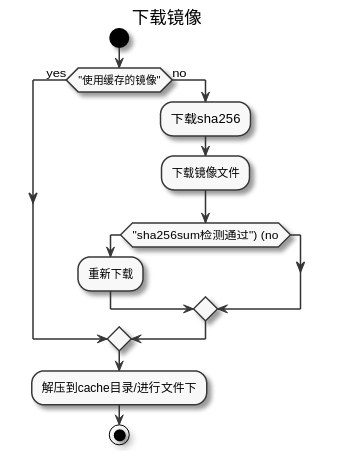 下载镜像
yes
"使用缓存的镜像"
no
下载sha256
下载镜像文件
"sha256sum检测通过") (no
重新下载
解压到cache目录/进行文件下